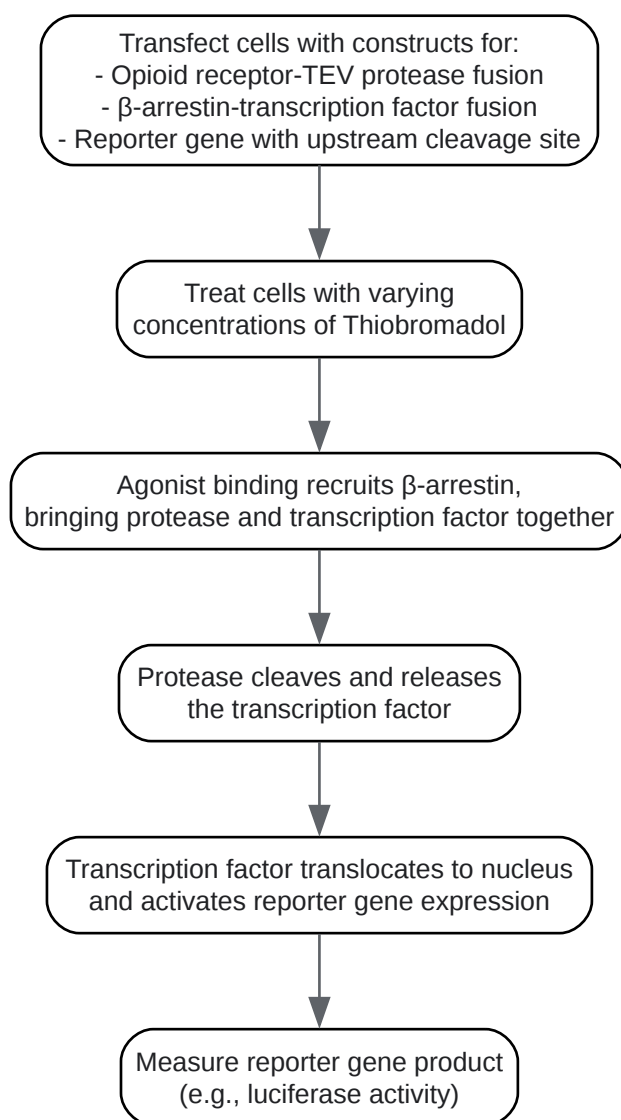 Transfect cells with constructs for:
- Opioid receptor-TEV protease fusion
- β-arrestin-transcription factor fusion
- Reporter gene with upstream cleavage site
Treat cells with varying
concentrations of Thiobromadol
Agonist binding recruits β-arrestin,
bringing protease and transcription factor together
Protease cleaves and releases
the transcription factor
Transcription factor translocates to nucleus
and activates reporter gene expression
Measure reporter gene product
(e.g., luciferase activity)